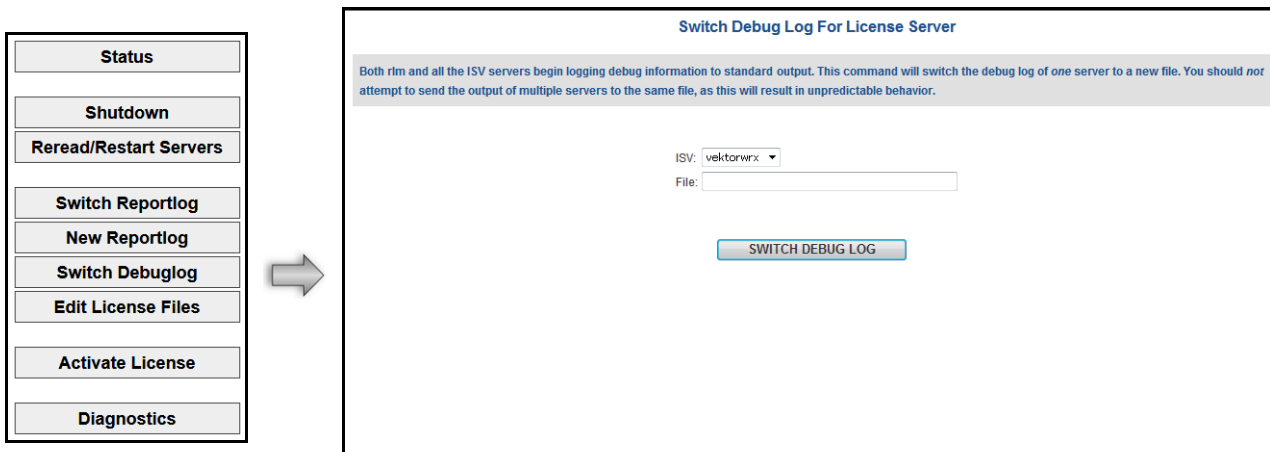 Status
Shutdown
Reread/Restart Servers
Switch Reportlog
New Reportlog
Switch Debuglog
Edit License Files
Activate License
Diagnostics
Switch Debug Log For License Server
Both rlm and all the ISV servers begin logging debug information to standard output. This command will switch the debug log of one server to a new file. You should not
attempt to send the output of multiple servers to the same file, as this will result in unpredictable behavior.
ISV: vektorwrx
File:
SWITCH DEBUG LOG